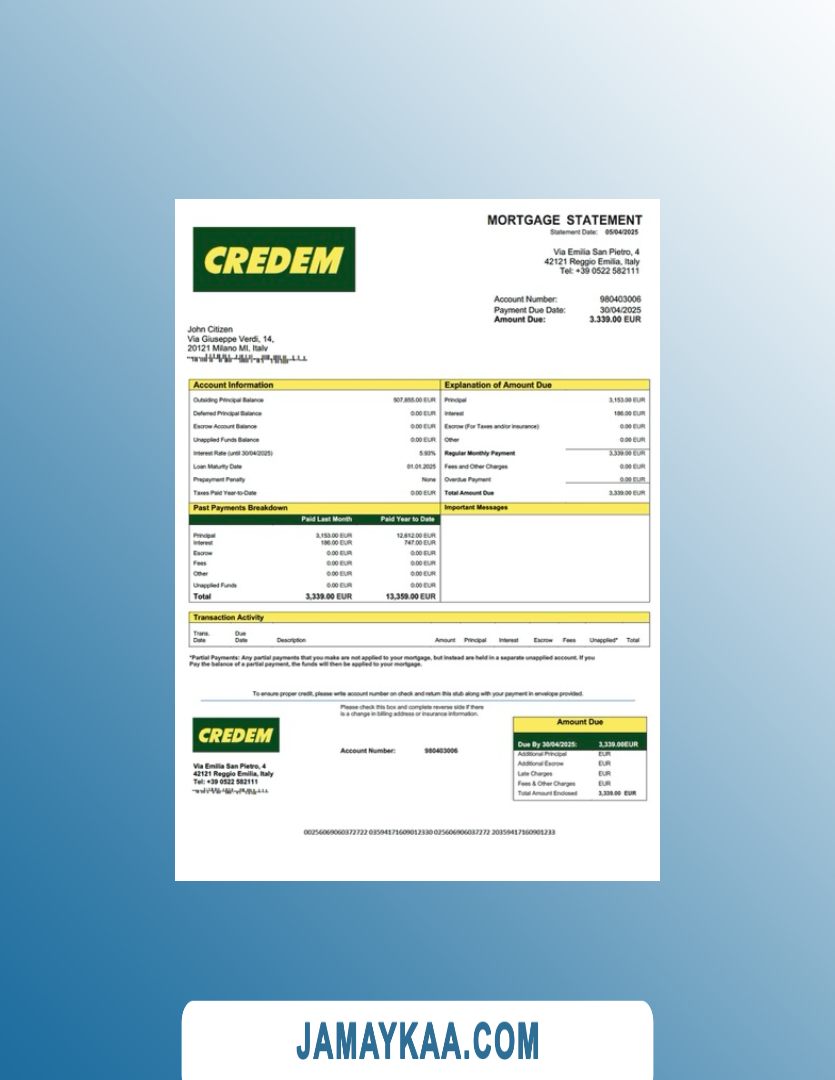 MORTGAGE STATEMENT
Statement Date: 05/04/2025
CREDEM
Via Emilia San Pietro, 4
42121 Reggio Emilia, Italy
Tel: +39 0522 582111
Account Number: 980403006
Payment Due Date: 30/04/2025
Amount Due: 3.339.00 EUR
John Citizen
Via Giuseppe Verdi, 14,
20121 Milano MI, Italy
Account Information
Outsiding Principal Balance 507,855.00 EUR
Deferred Principal Balance 0.00 EUR
Escrow Account Balance 0.00 EUR
Unapplied Funds Balance 0.00 EUR
Interest Rate (until 30/04/2025) 5.93%
Loan Maturity Date 01.01.2025
Prepayment Penalty None
Taxes Paid Year-to-Date 0.00 EUR
Explanation of Amount Due
Principal 3,153.00 EUR
Interest 186.00 EUR
Escrow (For Taxes and/or insurance) 0.00 EUR
Other 0.00 EUR
Regular Monthly Payment 3,339.00 EUR
Fees and Other Charges 0.00 EUR
Overdue Payment 0.00 EUR
Total Amount Due 3,339.00 EUR
Past Payments Breakdown
Paid Last Month Paid Year to Date
Principal 3,153.00 EUR 12,612.00 EUR
Interest 186.00 EUR 747.00 EUR
Escrow 0.00 EUR 0.00 EUR
Fees 0.00 EUR 0.00 EUR
Other 0.00 EUR 0.00 EUR
Unapplied Funds 0.00 EUR 0.00 EUR
Total 3,339.00 EUR 13,359.00 EUR
Important Messages
Transaction Activity
Trans. Date Due Date Description Amount Principal Interest Escrow Fees Unapplied* Total
*Partial Payments: Any partial payments that you make are not applied to your mortgage, but instead are held in a separate unapplied account. If you
Pay the balance of a partial payment, the funds will then be applied to your mortgage.
To ensure proper credit, please write account number on check and return this stub along with your payment in envelope provided.
Please check this box and complete reverse side if there
is a change in billing address or insurance information.
CREDEM
Via Emilia San Pietro, 4
42121 Reggio Emilia, Italy
Tel: +39 0522 582111
Account Number: 980403006
Amount Due
Due By 30/04/2025: 3,339.00EUR
Additional Principal EUR
Additional Escrow EUR
Late Charges EUR
Fees & Other Charges EUR
Total Amount Enclosed 3,339.00 EUR
00256069060372722 03594171609012330 025606906037272 20359417160901233
JAMAYKAA.COM